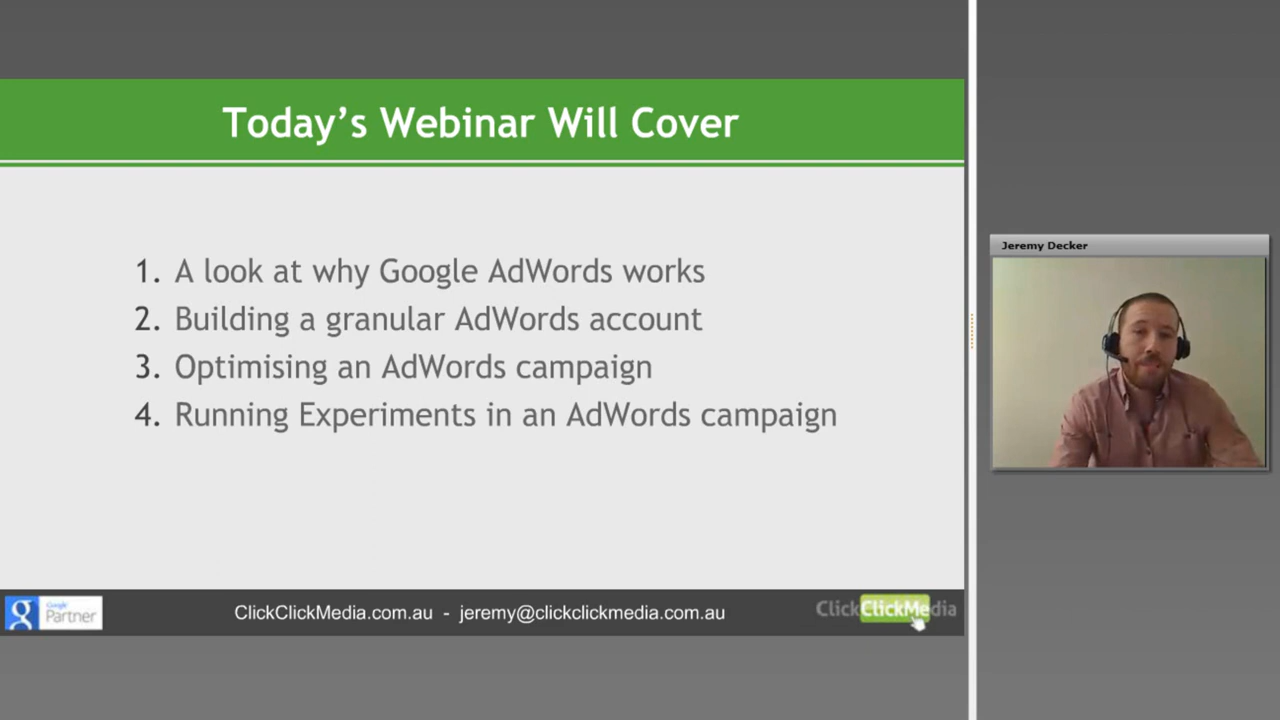 Today's Webinar Will Cover
1. A look at why Google AdWords works
2. Building a granular AdWords account
3. Optimising an AdWords campaign
4. Running Experiments in an AdWords campaign
Google
Partner
ClickClickMedia.com.au - jeremy@clickclickmedia.com.au
ClickClickMedia
Jeremy Decker